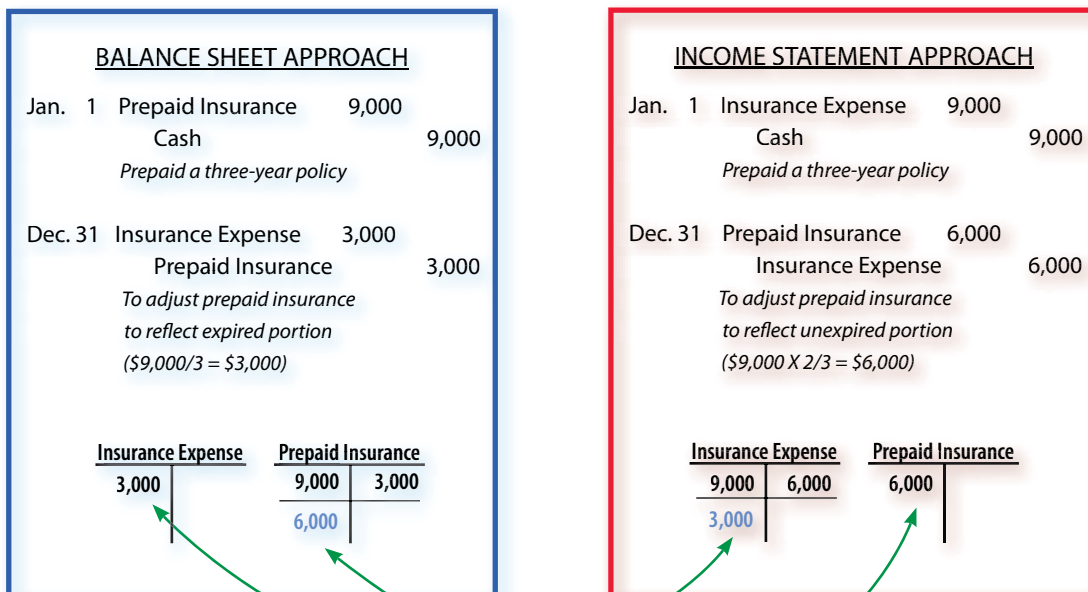 BALANCE SHEET APPROACH
Jan. 1 Prepaid Insurance 9,000
Cash 9,000
Prepaid a three-year policy
Dec. 31 Insurance Expense 3,000
Prepaid Insurance 3,000
To adjust prepaid insurance
to reflect expired portion
($9,000/3 = $3,000)
Insurance Expense Prepaid Insurance
3,000 9,000 3,000
6,000
INCOME STATEMENT APPROACH
Jan. 1 Insurance Expense 9,000
Cash 9,000
Prepaid a three-year policy
Dec. 31 Prepaid Insurance 6,000
Insurance Expense 6,000
To adjust prepaid insurance
to reflect unexpired portion
($9,000 X 2/3 = $6,000)
Insurance Expense Prepaid Insurance
9,000 6,000 6,000
3,000